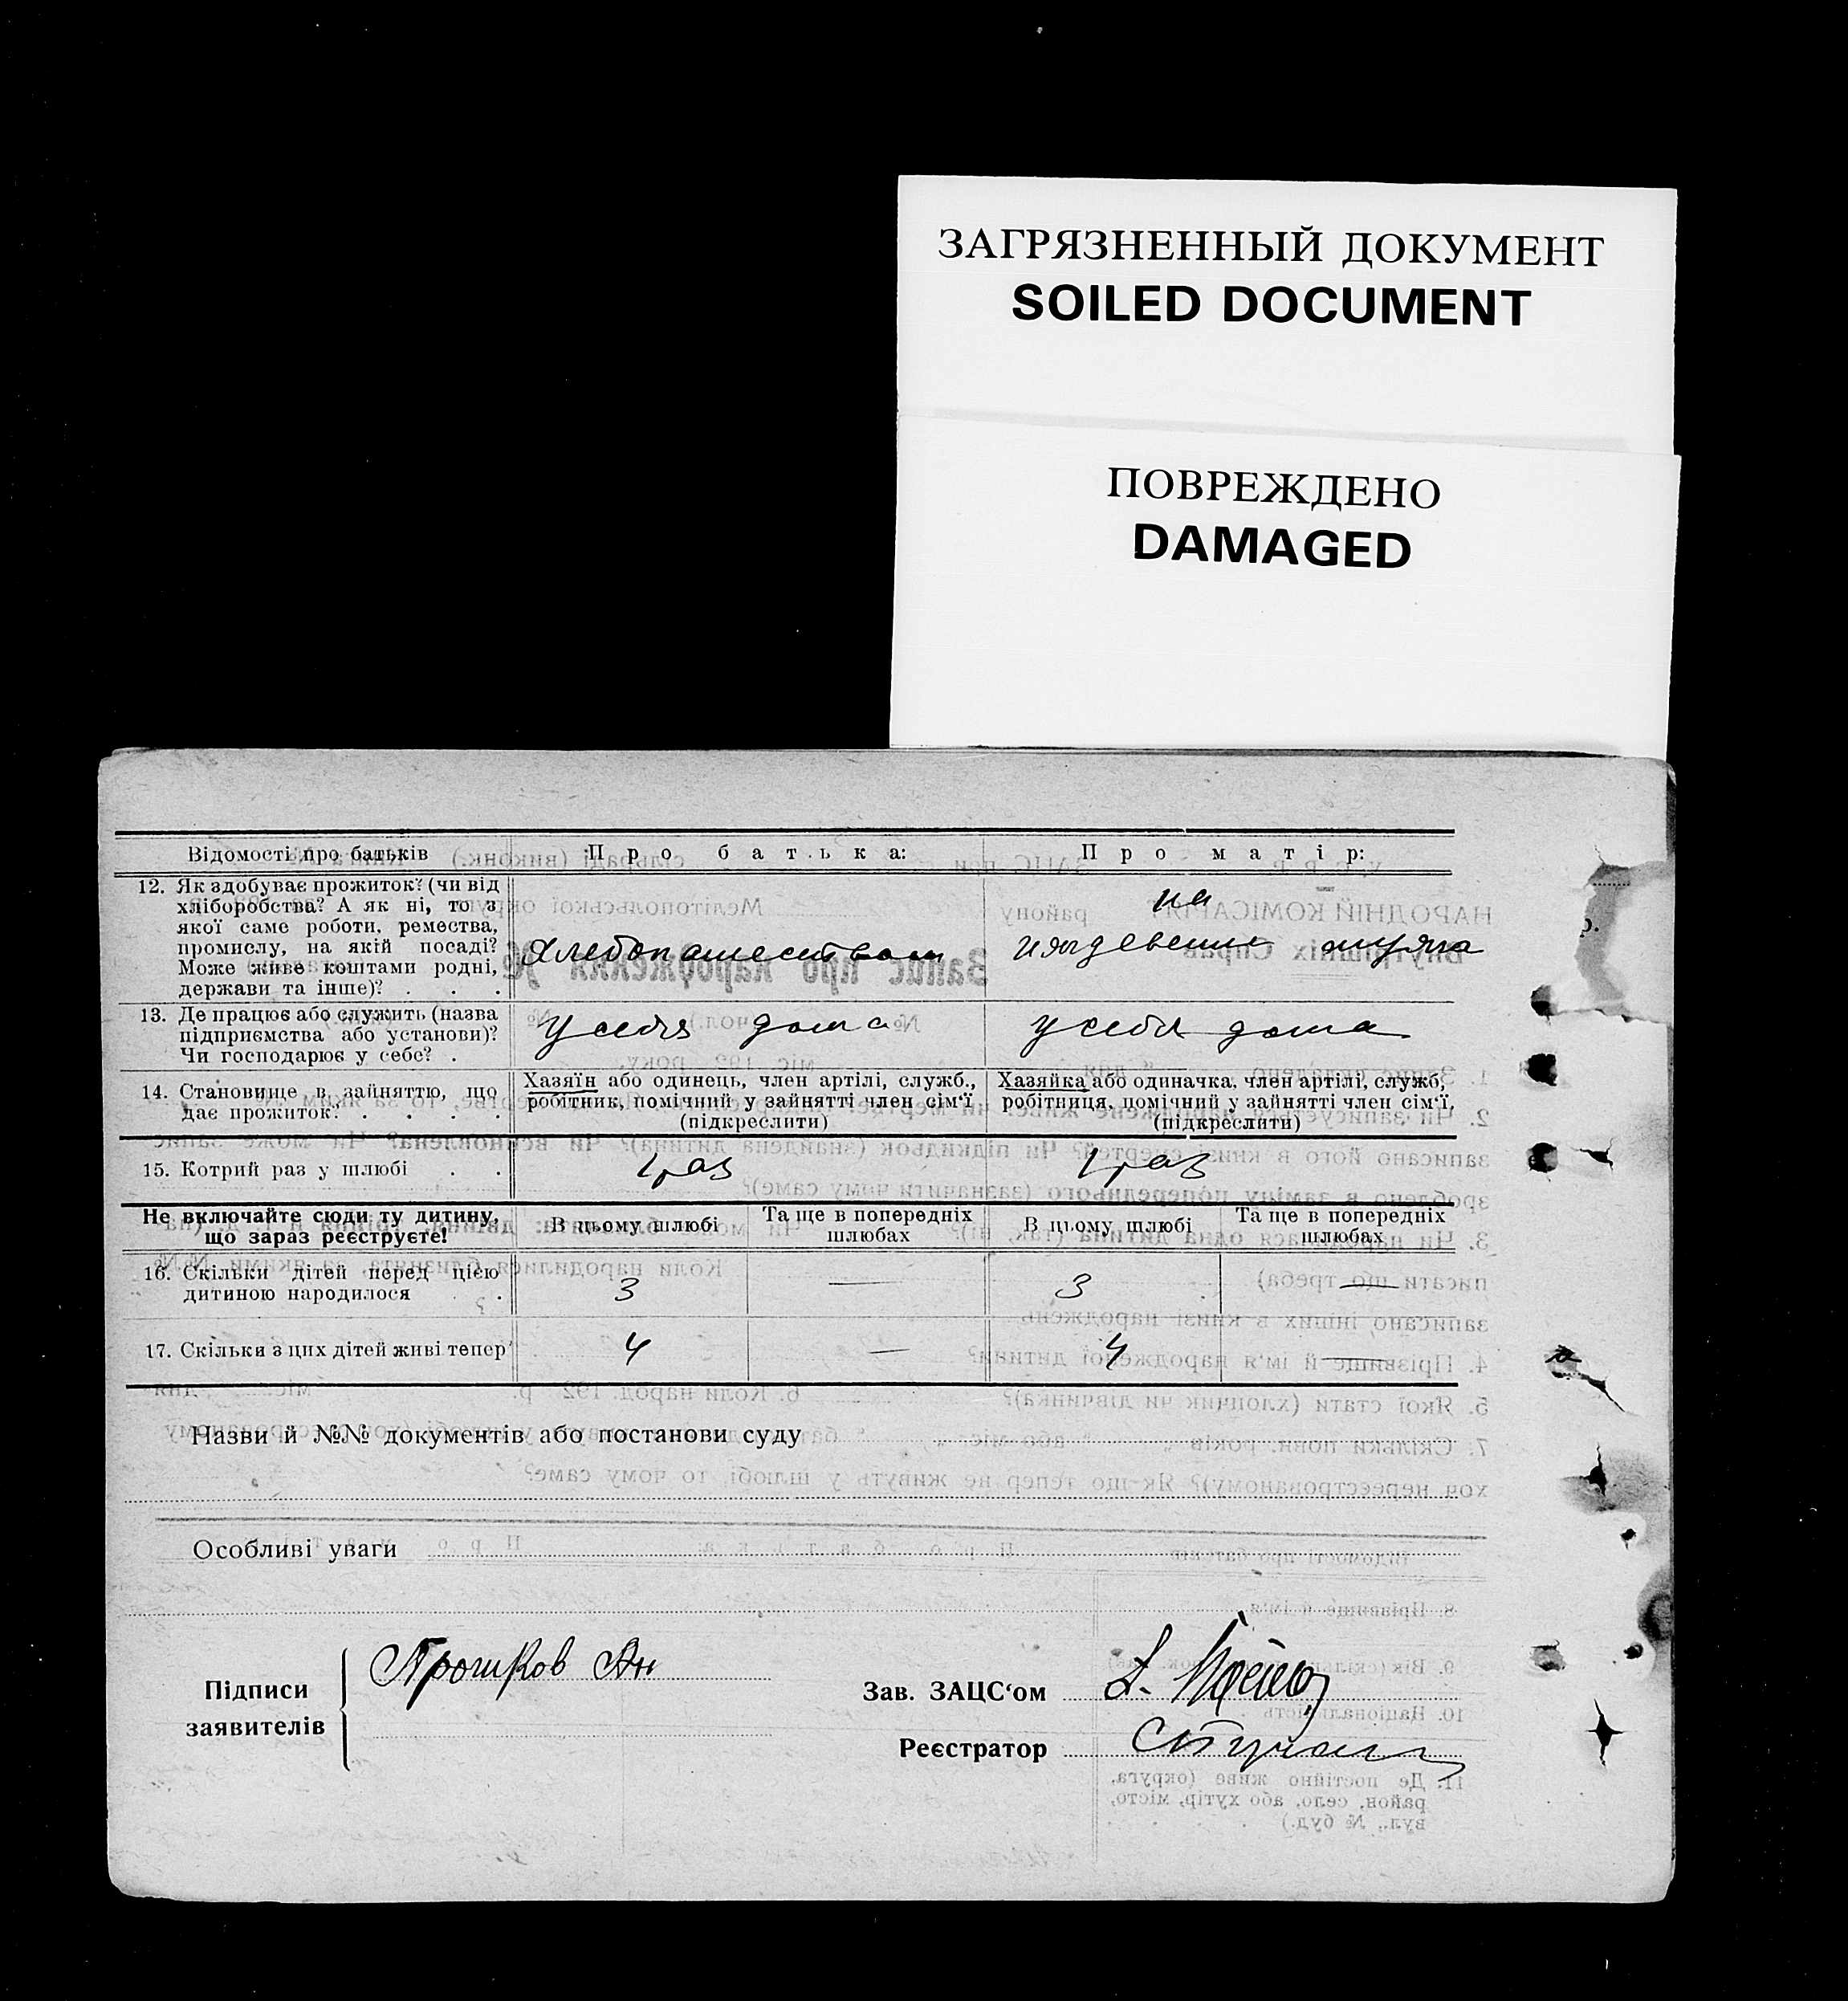 ЗАГРЯЗНЕННЫЙ ДОКУМЕНТ
SOILED DOCUMENT
ПОВРЕЖДЕНО
DAMAGED
Відомості про батьків
Про батька:
Про матір:
12. Як здобуває прожиток? (чи від
хліборобства? А як ні, то з
якої саме роботи, ремества,
промислу, на якій посаді?
Може живе коштами родні,
держави та інше)? . . .
Хлебопашеством
на
иждевении мужа
13. Де працює або служить (назва
підприємства або установи)?
Чи господарює у себе? .
У себя дома
у себя дома
14. Становище в зайняттю, що
дає прожиток? . . . .
Хазяїн або одинець, член артілі, служб.,
робітник, помічний у зайнятті член сім'ї
(підкреслити)
Хазяйка або одиначка, член артілі, служб,
робітниця, помічний у зайнятті член сім'ї,
(підкреслити)
15. Котрий раз у шлюбі . .
1 раз
1 раз
Не включайте сюди ту дитину,
що зараз реєструєте!
В цьому шлюбі
Та ще в попередніх
шлюбах
В цьому шлюбі
Та ще в попередніх
шлюбах
16. Скільки дітей перед цією
дитиною народилося . .
3
—
3
—
17. Скільки з цих дітей живі тепер
4
—
4
—
Назви й №№ документів або постанови суду
Особливі уваги
Підписи
заявителів
Ан
Зав. ЗАЦС'ом
Реєстратор